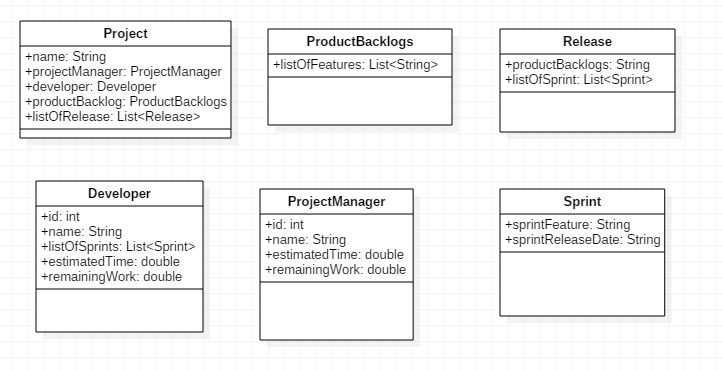 Project
+name: String
+projectManager: ProjectManager
+developer: Developer
+productBacklog: ProductBacklogs
+listOfRelease: List<Release>
ProductBacklogs
+listOfFeatures: List<String>
Release
+productBacklogs: String
+listOfSprint: List<Sprint>
Developer
+id: int
+name: String
+listOfSprints: List<Sprint>
+estimatedTime: double
+remainingWork: double
ProjectManager
+id: int
+name: String
+estimatedTime: double
+remainingWork: double
Sprint
+sprintFeature: String
+sprintReleaseDate: String